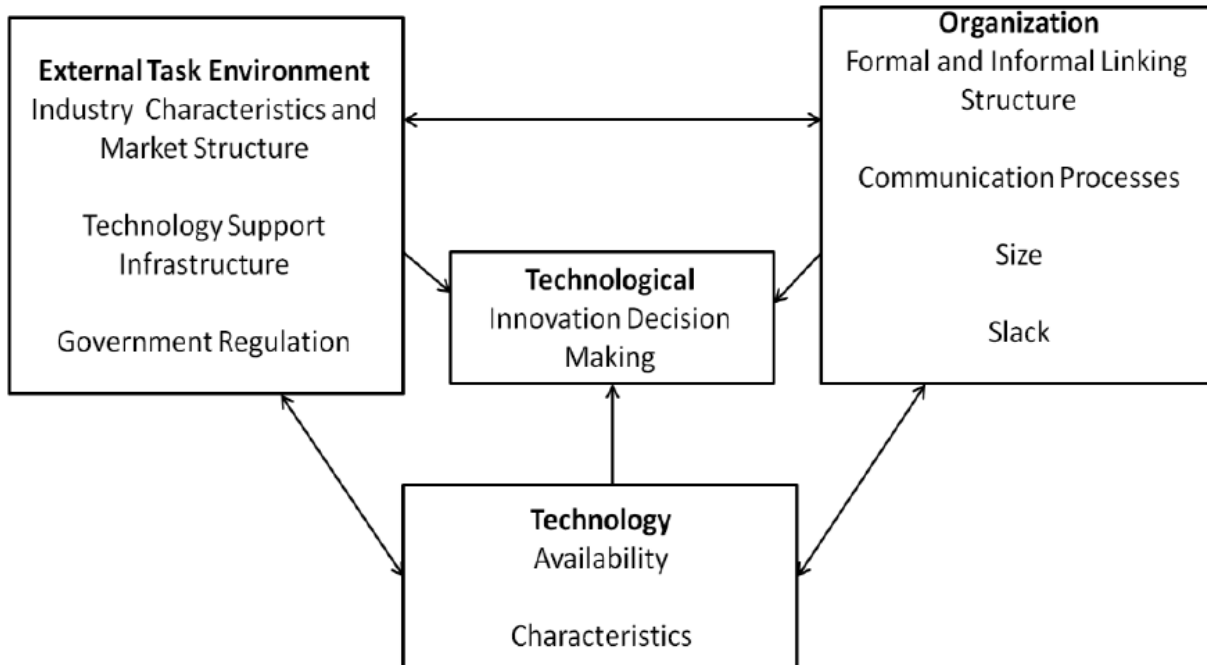 External Task Environment
Industry Characteristics and
Market Structure
Technology Support
Infrastructure
Government Regulation
Organization
Formal and Informal Linking
Structure
Communication Processes
Size
Slack
Technological
Innovation Decision
Making
Technology
Availability
Characteristics